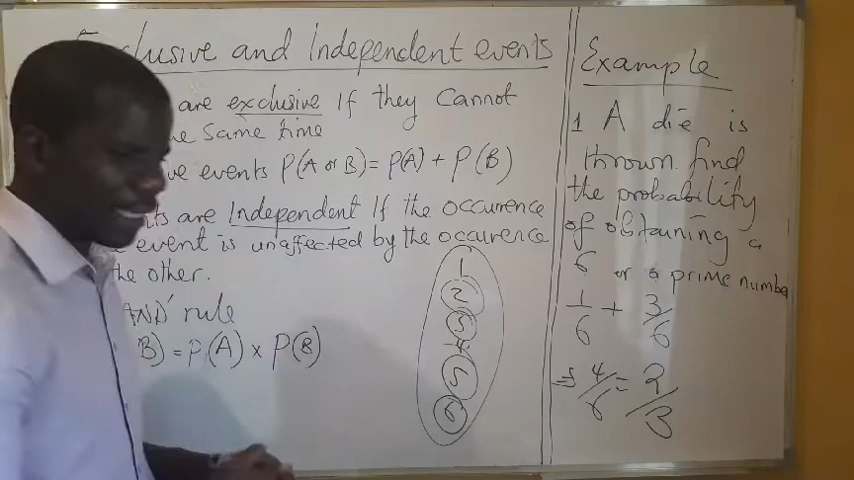 clusive and Independent events
are exclusive If they Cannot
Same time
ve events P(A or B) = P(A) + P(B)
nts are Independent If the occurence
event is unaffected by the occurence
the other.
AND' rule
B) = P(A) x P(B)
1
2
3
4
5
6
Example
1 A die is
thrown. find
the probability
of obtaining a
6 or a prime number
1/6 + 3/6
⇒ 4/6 = 2/3